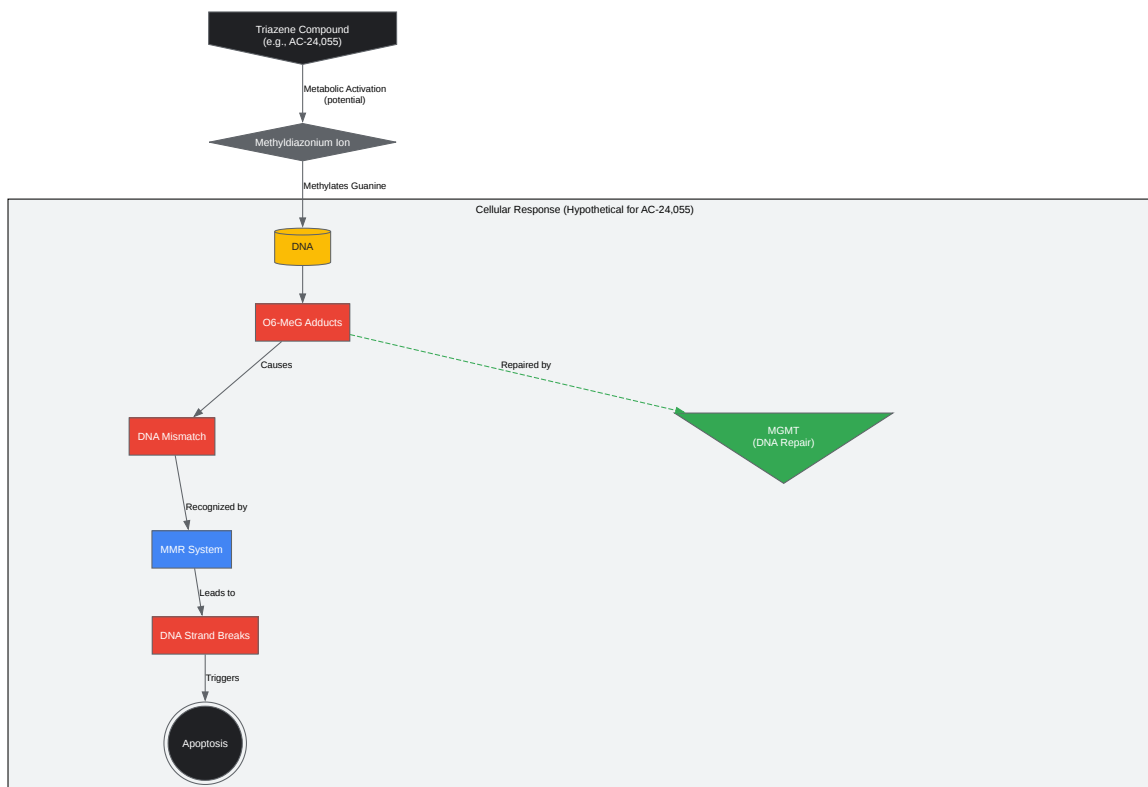 Triazene Compound
(e.g., AC-24,055)
Metabolic Activation
(potential)
Methyldiazonium Ion
Methylates Guanine
Cellular Response (Hypothetical for AC-24,055)
DNA
O6-MeG Adducts
Causes
Repaired by
DNA Mismatch
MGMT
(DNA Repair)
Recognized by
MMR System
Leads to
DNA Strand Breaks
Triggers
Apoptosis